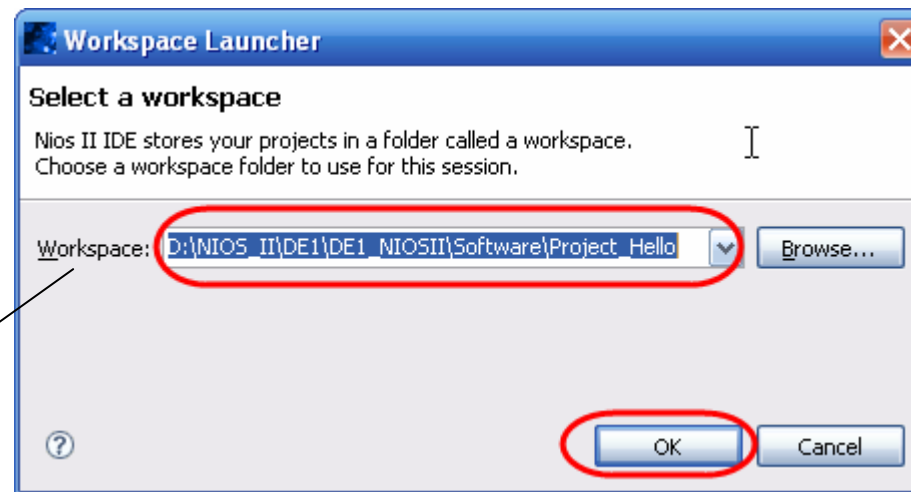 Workspace Launcher
Select a workspace
Nios II IDE stores your projects in a folder called a workspace.
Choose a workspace folder to use for this session.
Workspace: D:\NIOS_II\DE1\DE1_NIOSII\Software\Project_Hello Browse...
? OK Cancel